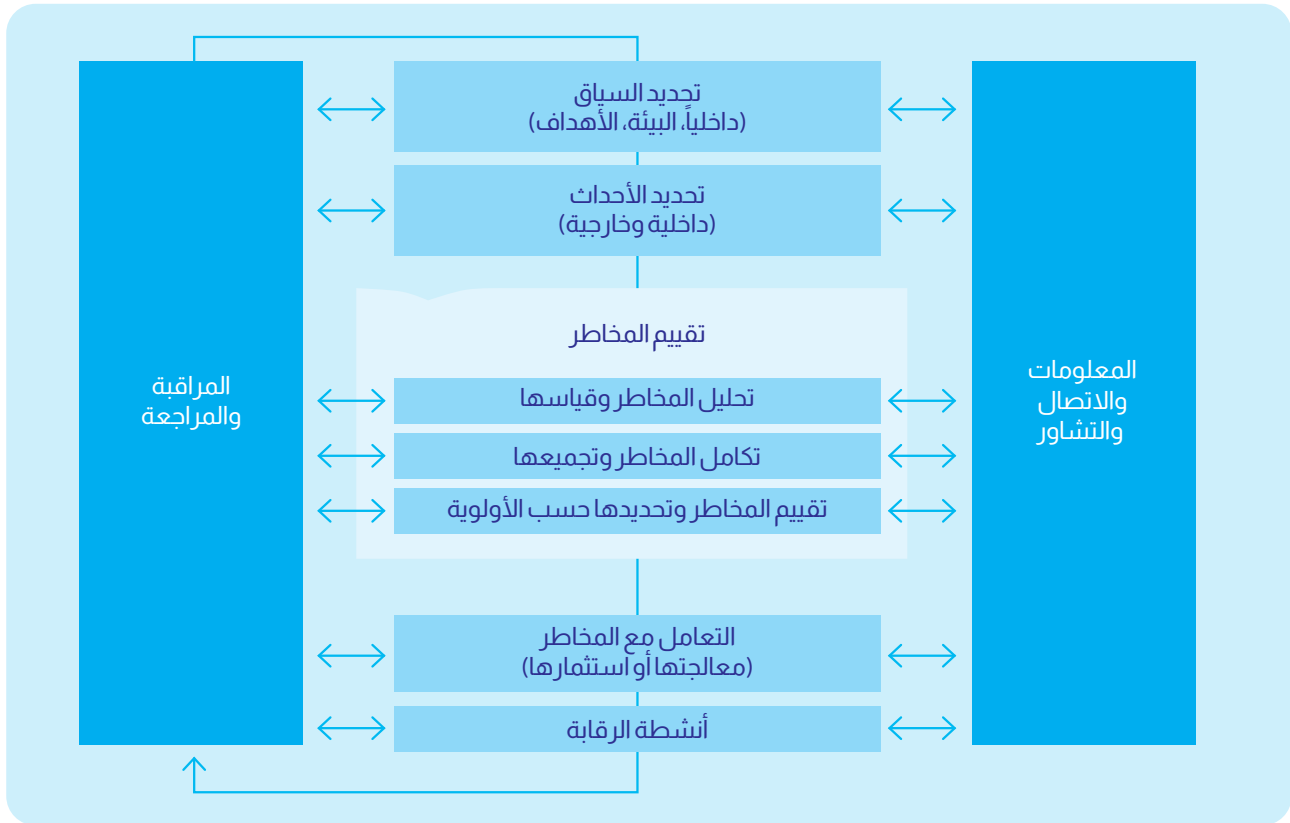 تحديد السياق
(داخلياً، البيئة، الأهداف)
تحديد الأحداث
(داخلية وخارجية)
تقييم المخاطر
تحليل المخاطر وقياسها
تكامل المخاطر وتجميعها
تقييم المخاطر وتحديدها حسب الأولوية
التعامل مع المخاطر
(معالجتها أو استثمارها)
أنشطة الرقابة
المعلومات
والاتصال
والتشاور
المراقبة
والمراجعة